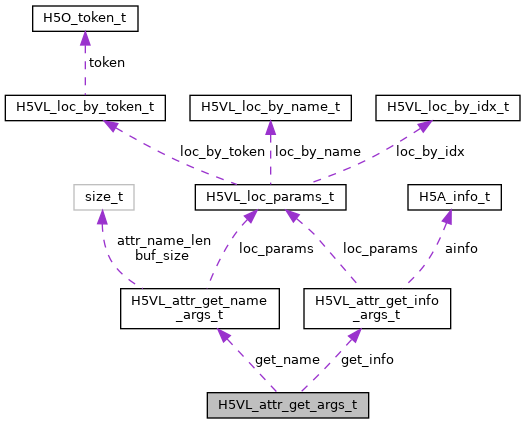 H5O_token_t
token
H5VL_loc_by_token_t
H5VL_loc_by_name_t
H5VL_loc_by_idx_t
loc_by_token
loc_by_name
loc_by_idx
size_t
H5VL_loc_params_t
H5A_info_t
attr_name_len
buf_size
loc_params
loc_params
ainfo
H5VL_attr_get_name
_args_t
H5VL_attr_get_info
_args_t
get_name
get_info
H5VL_attr_get_args_t